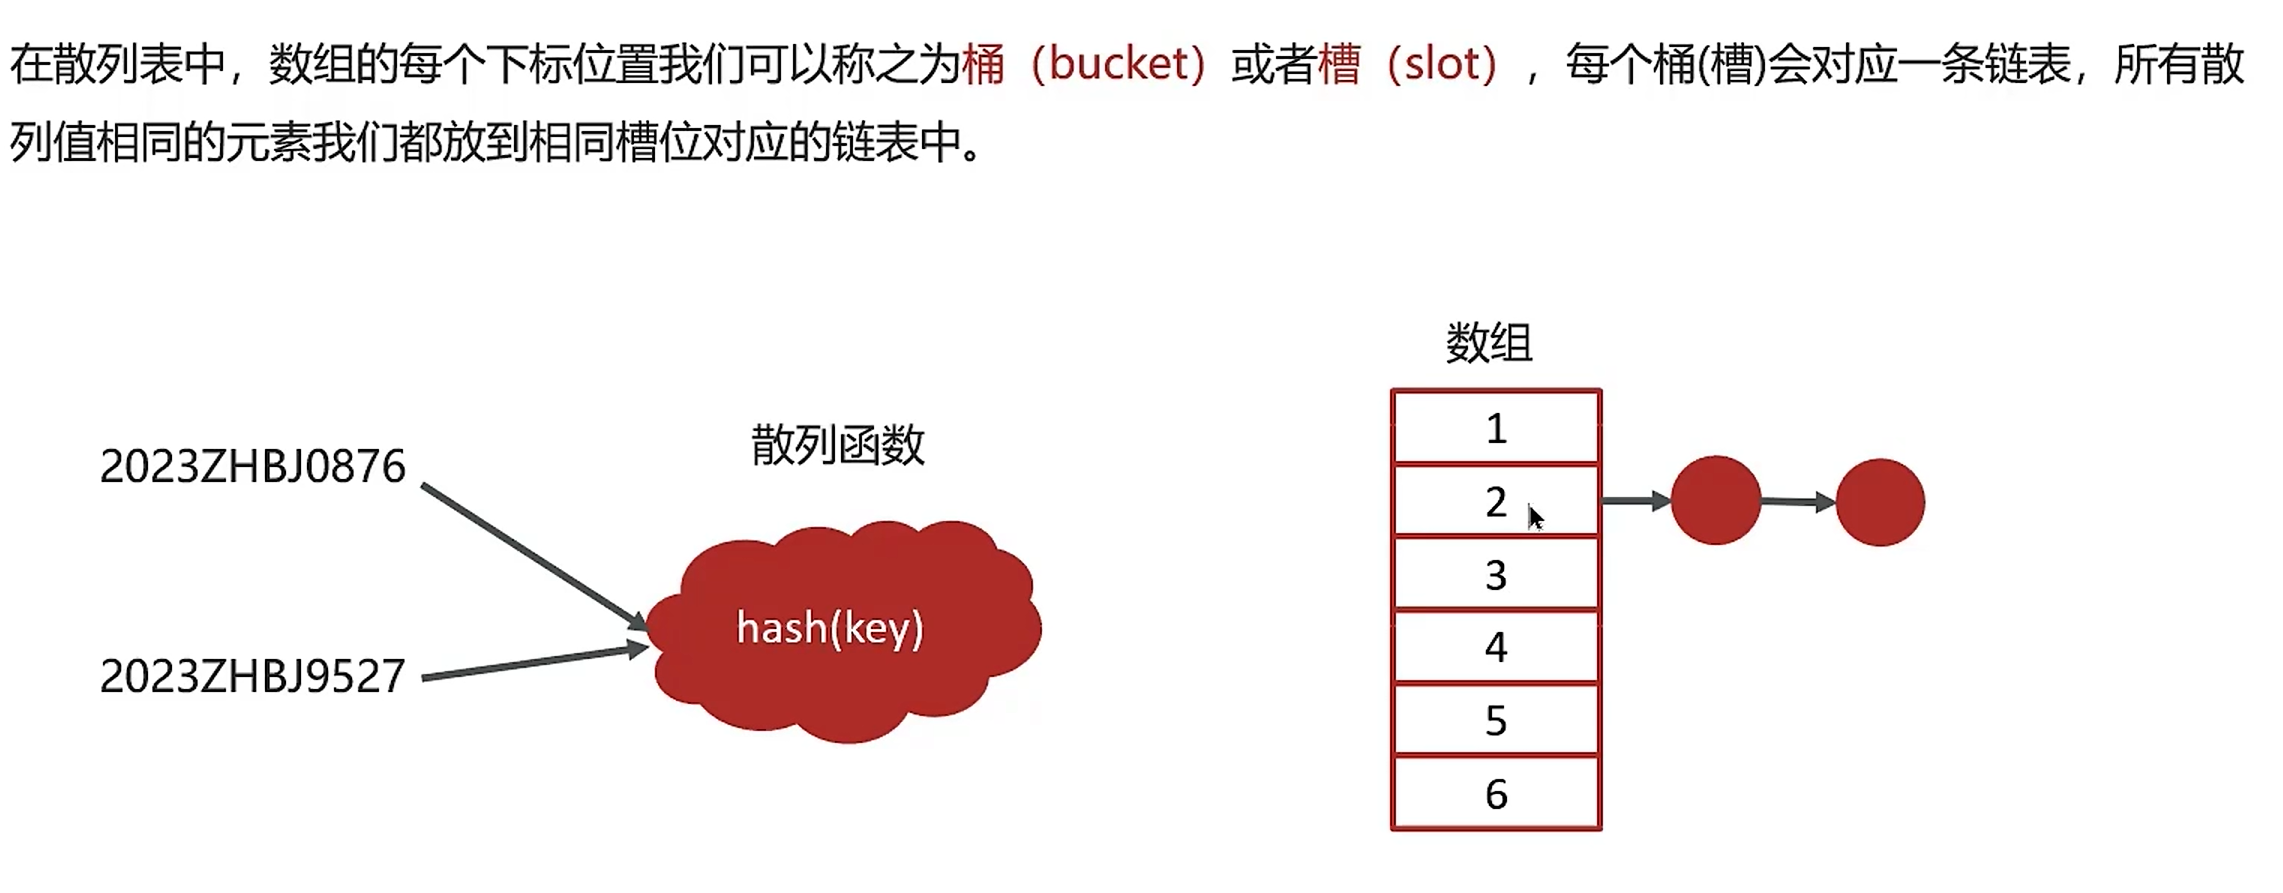 在散列表中，数组的每个下标位置我们可以称之为桶（bucket）或者槽（slot），每个桶(槽)会对应一条链表，所有散
列值相同的元素我们都放到相同槽位对应的链表中。
数组
散列函数
2023ZHBJ0876
hash(key)
2023ZHBJ9527
1
2
3
4
5
6